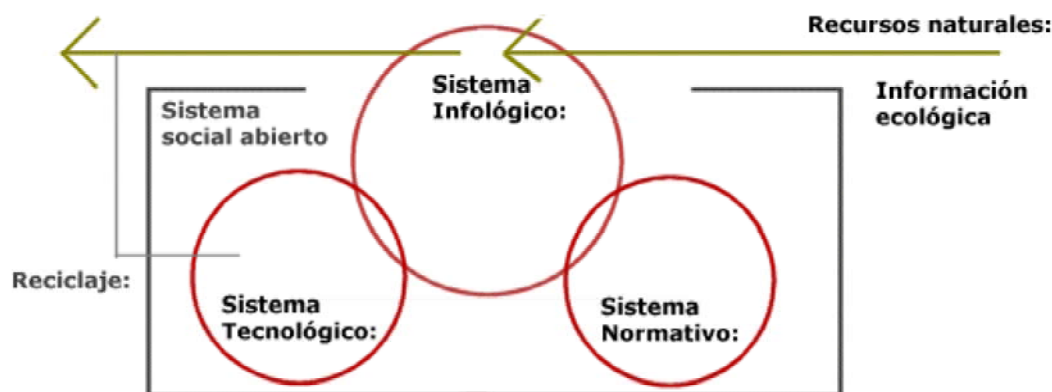 Recursos naturales:
Sistema
Infológico:
Información
ecológica
Sistema
social abierto
Reciclaje:
Sistema
Tecnológico:
Sistema
Normativo: